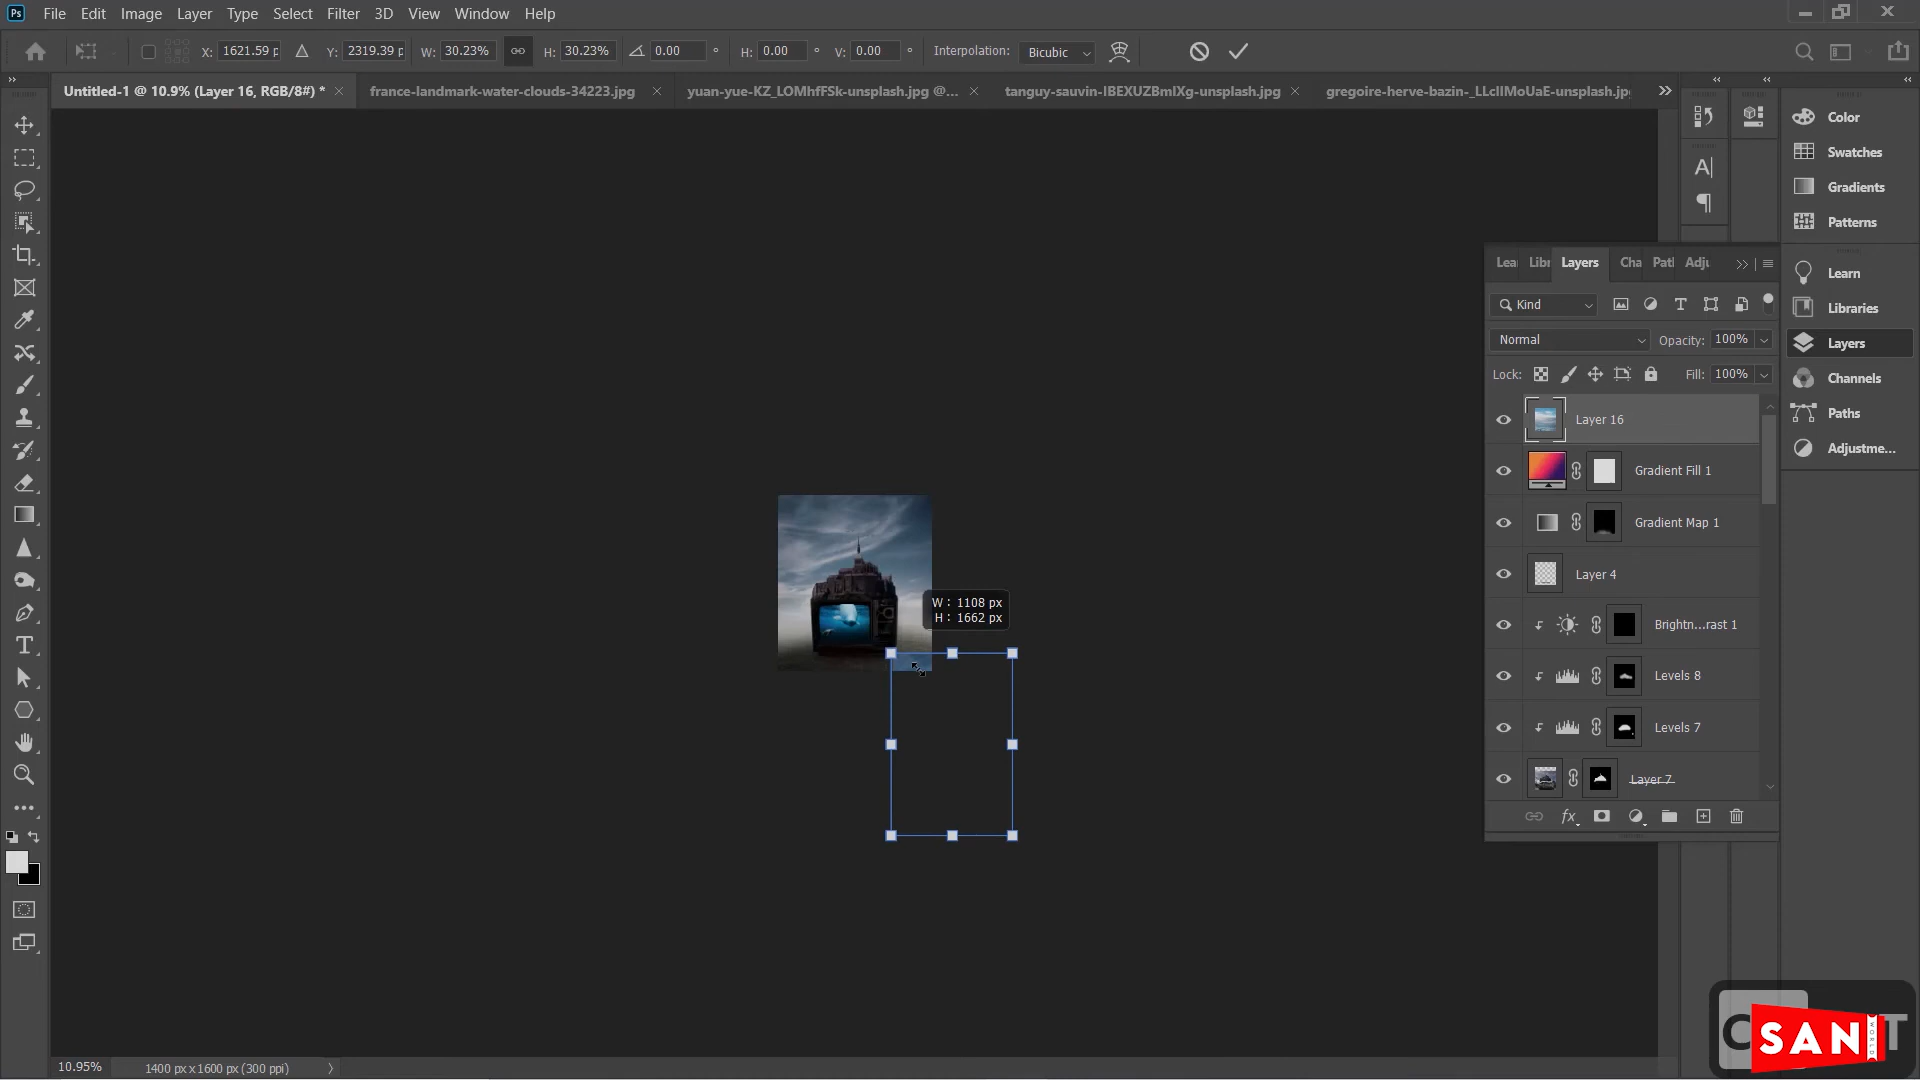 Ps File Edit Image Layer Type Select Filter 3D View Window Help
X: 1621.59 p Y: 2319.39 p W: 30.23% H: 30.23% 0.00 ° H: 0.00 ° V: 0.00 ° Interpolation: Bicubic
Untitled-1 @ 10.9% (Layer 16, RGB/8#) * × france-landmark-water-clouds-34223.jpg × yuan-yue-KZ_LOMhfFSk-unsplash.jpg @... × tanguy-sauvin-IBEXUZBmIXg-unsplash.jpg × gregoire-herve-bazin-_LLcIIMoUaE-unsplash.jp
Color
Swatches
Gradients
Patterns
Learn
Libraries
Layers
Channels
Paths
Adjustme...
Lea Libr Layers Cha Patl Adju
Kind
Normal Opacity: 100%
Lock: Fill: 100%
Layer 16
Gradient Fill 1
Gradient Map 1
Layer 4
Brightn...rast 1
Levels 8
Levels 7
Layer 7
W : 1108 px
H : 1662 px
10.95% 1400 px x 1600 px (300 ppi)
SANIT
WORLD